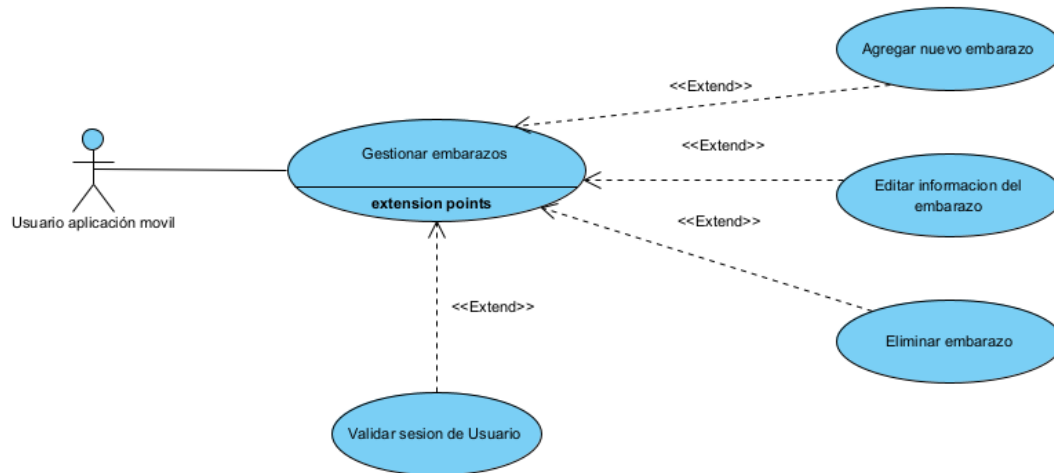 Agregar nuevo embarazo
<<Extend>>
Gestionar embarazos
<<Extend>>
extension points
Editar informacion del
embarazo
Usuario aplicación movil
<<Extend>>
<<Extend>>
Eliminar embarazo
Validar sesion de Usuario